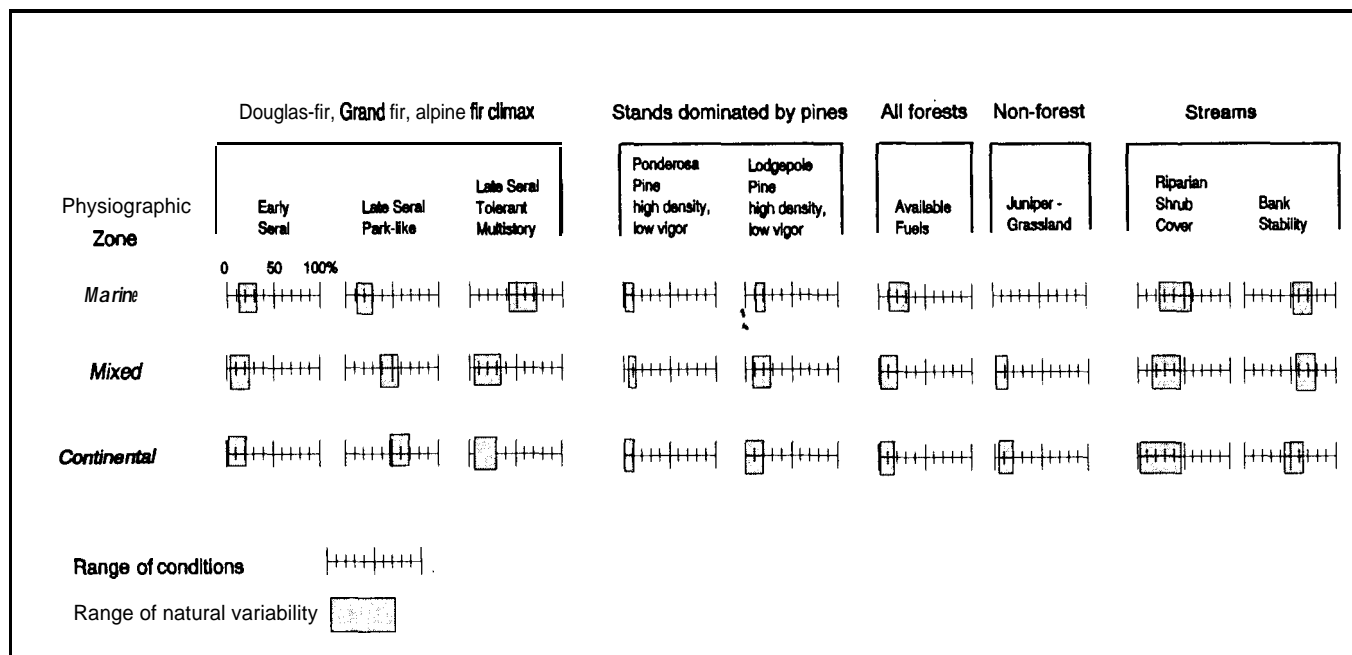 Douglas-fir, Grand fir, alpine fir climax
Stands dominated by pines
All forests
Non-forest
Streams
Physiographic
Zone
Early
Seral
Late Seral
Park-like
Late Seral
Tolerant
Multistory
Ponderosa
Pine
high density,
low vigor
Lodgepole
Pine
high density,
low vigor
Available
Fuels
Juniper -
Grassland
Riparian
Shrub
Cover
Bank
Stability
0 50 100%
Marine
Mixed
Continental
Range of conditions
Range of natural variability